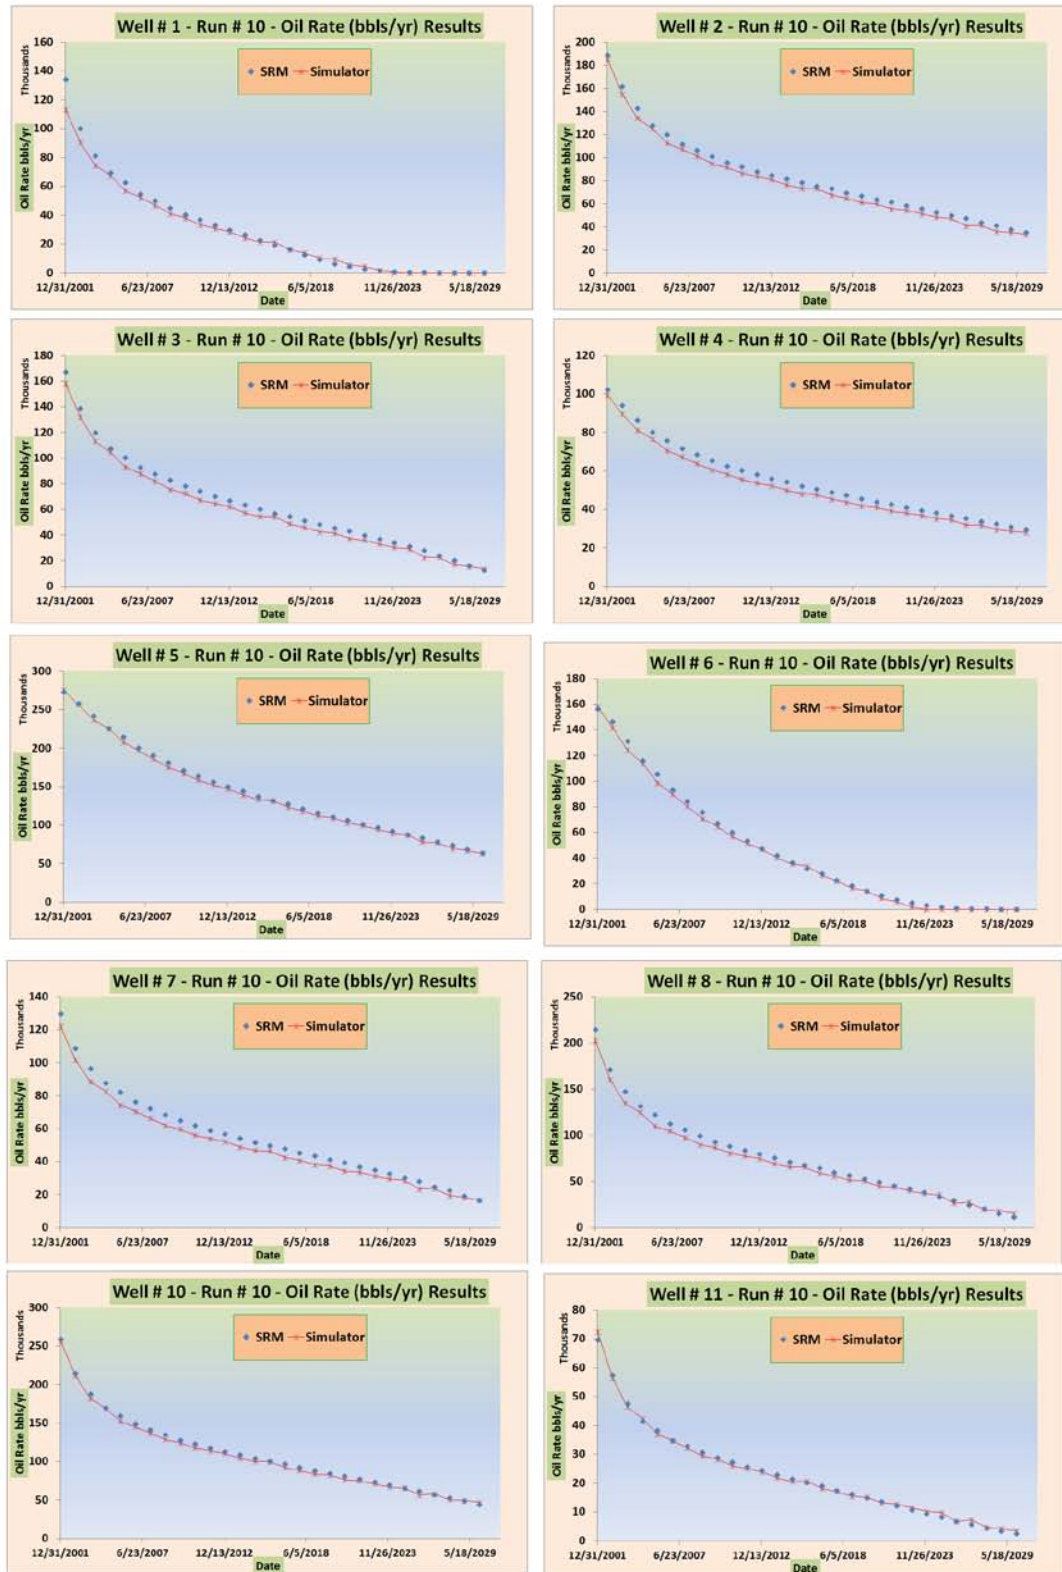 Well # 1 - Run # 10 - Oil Rate (bbls/yr) Results
Thousands
Oil Rate bbls/yr
160
140
120
100
80
60
40
20
0
SRM Simulator
12/31/2001 6/23/2007 12/13/2012 6/5/2018 11/26/2023 5/18/2029
Date
Well # 2 - Run # 10 - Oil Rate (bbls/yr) Results
Thousands
Oil Rate bbls/yr
200
180
160
140
120
100
80
60
40
20
0
SRM Simulator
12/31/2001 6/23/2007 12/13/2012 6/5/2018 11/26/2023 5/18/2029
Date
Well # 3 - Run # 10 - Oil Rate (bbls/yr) Results
Thousands
Oil Rate bbls/yr
180
160
140
120
100
80
60
40
20
0
SRM Simulator
12/31/2001 6/23/2007 12/13/2012 6/5/2018 11/26/2023 5/18/2029
Date
Well # 4 - Run # 10 - Oil Rate (bbls/yr) Results
Thousands
Oil Rate bbls/yr
120
100
80
60
40
20
0
SRM Simulator
12/31/2001 6/23/2007 12/13/2012 6/5/2018 11/26/2023 5/18/2029
Date
Well # 5 - Run # 10 - Oil Rate (bbls/yr) Results
Thousands
Oil Rate bbls/yr
300
250
200
150
100
50
0
SRM Simulator
12/31/2001 6/23/2007 12/13/2012 6/5/2018 11/26/2023 5/18/2029
Date
Well # 6 - Run # 10 - Oil Rate (bbls/yr) Results
Thousands
Oil Rate bbls/yr
180
160
140
120
100
80
60
40
20
0
SRM Simulator
12/31/2001 6/23/2007 12/13/2012 6/5/2018 11/26/2023 5/18/2029
Date
Well # 7 - Run # 10 - Oil Rate (bbls/yr) Results
Thousands
Oil Rate bbls/yr
140
120
100
80
60
40
20
0
SRM Simulator
12/31/2001 6/23/2007 12/13/2012 6/5/2018 11/26/2023 5/18/2029
Date
Well # 8 - Run # 10 - Oil Rate (bbls/yr) Results
Thousands
Oil Rate bbls/yr
250
200
150
100
50
0
SRM Simulator
12/31/2001 6/23/2007 12/13/2012 6/5/2018 11/26/2023 5/18/2029
Date
Well # 10 - Run # 10 - Oil Rate (bbls/yr) Results
Thousands
Oil Rate bbls/yr
300
250
200
150
100
50
0
SRM Simulator
12/31/2001 6/23/2007 12/13/2012 6/5/2018 11/26/2023 5/18/2029
Date
Well # 11 - Run # 10 - Oil Rate (bbls/yr) Results
Thousands
Oil Rate bbls/yr
80
70
60
50
40
30
20
10
0
SRM Simulator
12/31/2001 6/23/2007 12/13/2012 6/5/2018 11/26/2023 5/18/2029
Date